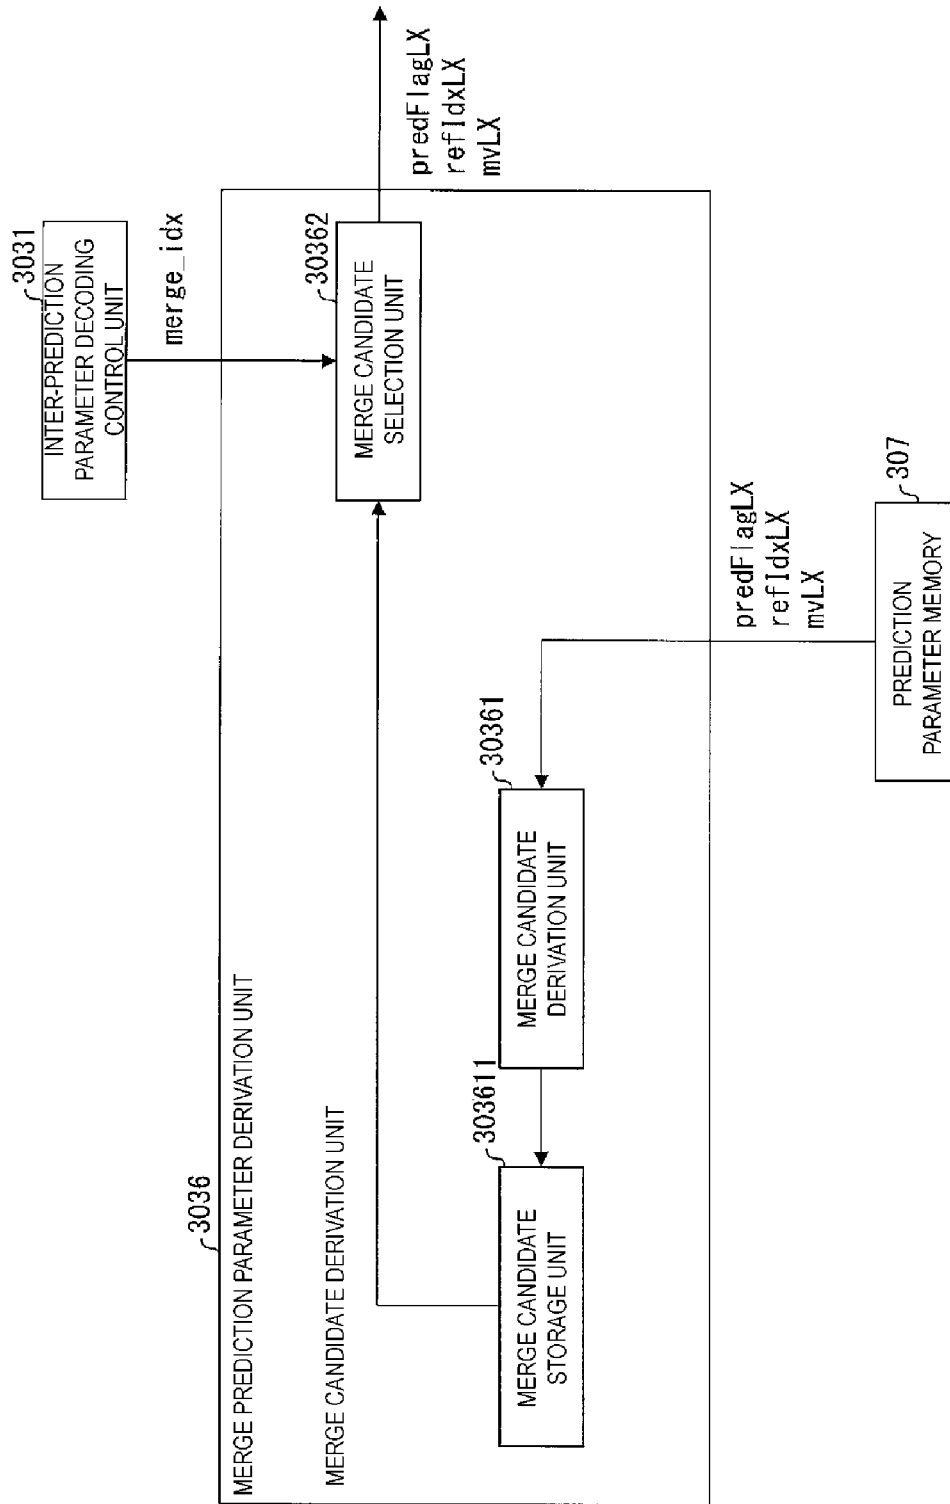 3036
MERGE PREDICTION PARAMETER DERIVATION UNIT
MERGE CANDIDATE DERIVATION UNIT
3031
INTER-PREDICTION
PARAMETER DECODING
CONTROL UNIT
merge_idx
30362
MERGE CANDIDATE
SELECTION UNIT
predFlagLX
refIdxLX
mvLX
303611
MERGE CANDIDATE
STORAGE UNIT
30361
MERGE CANDIDATE
DERIVATION UNIT
predFlagLX
refIdxLX
mvLX
307
PREDICTION
PARAMETER MEMORY